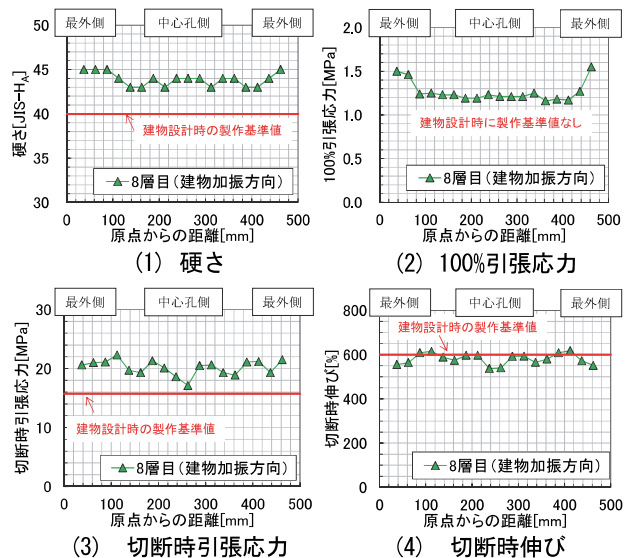 最外側 中心孔側 最外側
硬さ[JIS-HA]
50
45
40
35
30
建物設計時の製作基準値
8層目(建物加振方向)
0 100 200 300 400 500
原点からの距離[mm]
(1) 硬さ
最外側 中心孔側 最外側
100%引張応力[MPa]
2.0
1.5
1.0
0.5
0.0
建物設計時に製作基準値なし
8層目(建物加振方向)
0 100 200 300 400 500
原点からの距離[mm]
(2) 100%引張応力
最外側 中心孔側 最外側
切断時引張応力[MPa]
30
20
10
0
建物設計時の製作基準値
8層目(建物加振方向)
0 100 200 300 400 500
原点からの距離[mm]
(3) 切断時引張応力
最外側 中心孔側 最外側
切断時伸び[%]
800
600
400
200
0
建物設計時の製作基準値
8層目(建物加振方向)
0 100 200 300 400 500
原点からの距離[mm]
(4) 切断時伸び